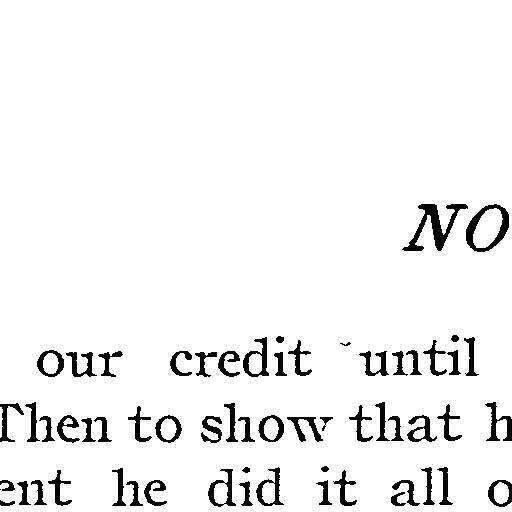 NO
our credit until
Then to show that h
ent he did it all o